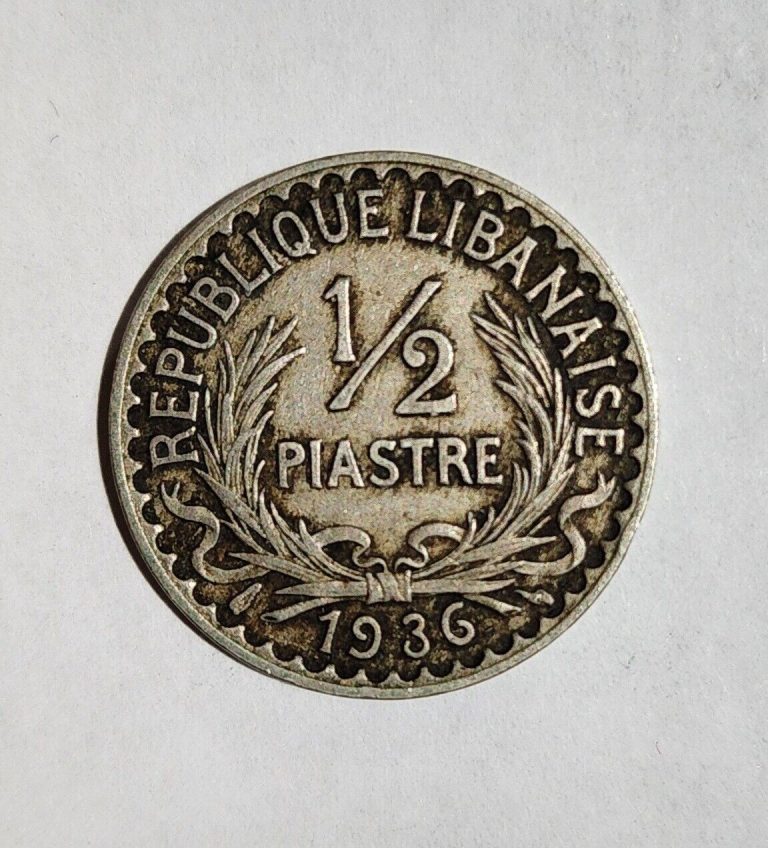 REPUBLIQUE LIBANAISE
1/2
PIASTRE
1936